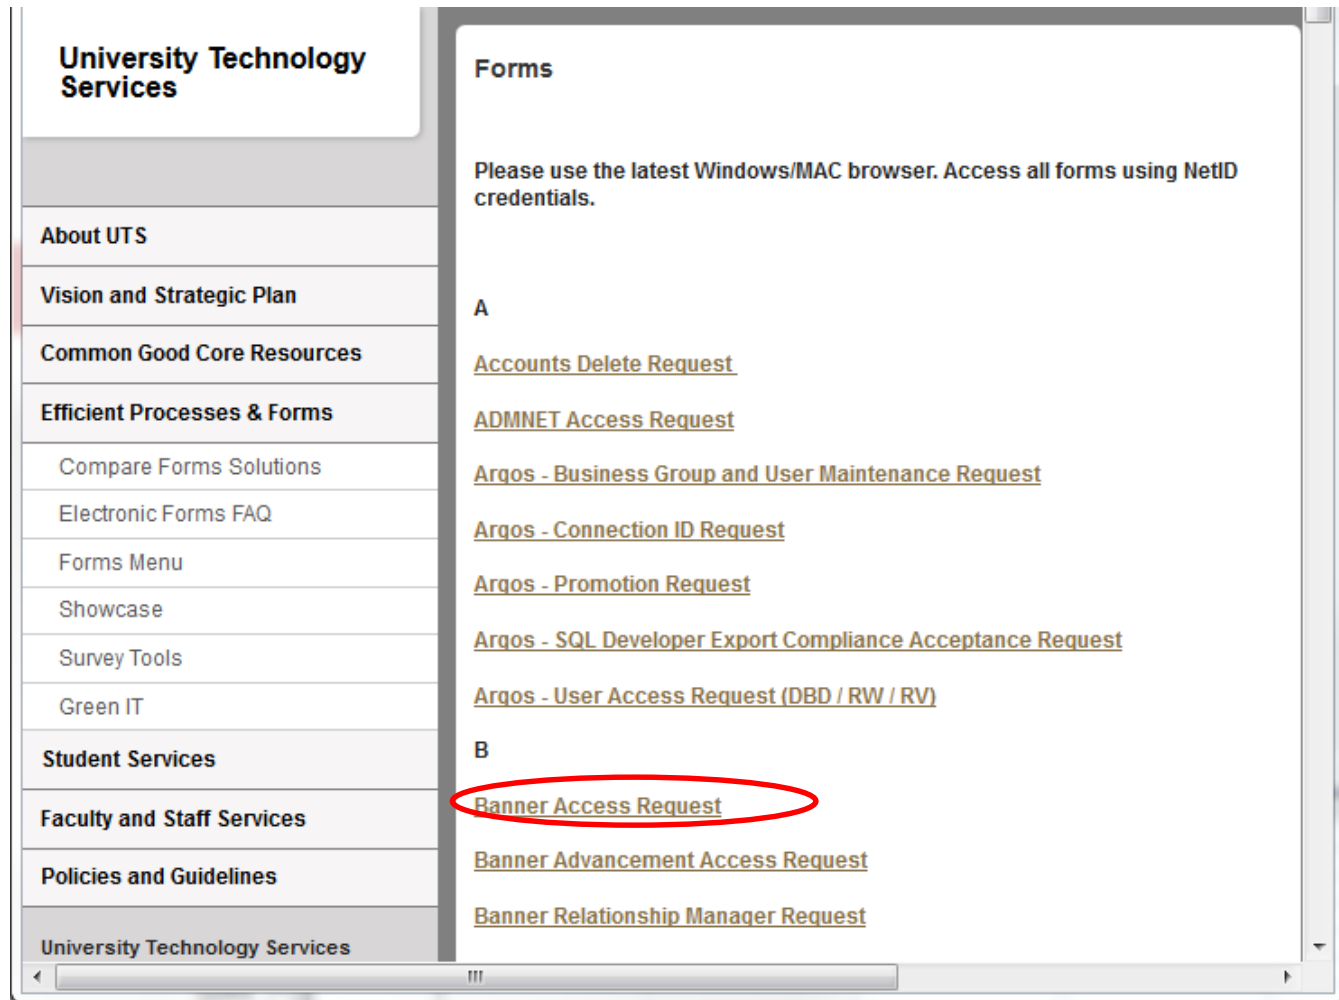 University Technology
Services
About UTS
Vision and Strategic Plan
Common Good Core Resources
Efficient Processes & Forms
Compare Forms Solutions
Electronic Forms FAQ
Forms Menu
Showcase
Survey Tools
Green IT
Student Services
Faculty and Staff Services
Policies and Guidelines
University Technology Services
Forms
Please use the latest Windows/MAC browser. Access all forms using NetID
credentials.
A
Accounts Delete Request
ADMNET Access Request
Argos - Business Group and User Maintenance Request
Argos - Connection ID Request
Argos - Promotion Request
Argos - SQL Developer Export Compliance Acceptance Request
Argos - User Access Request (DBD / RW / RV)
B
Banner Access Request
Banner Advancement Access Request
Banner Relationship Manager Request